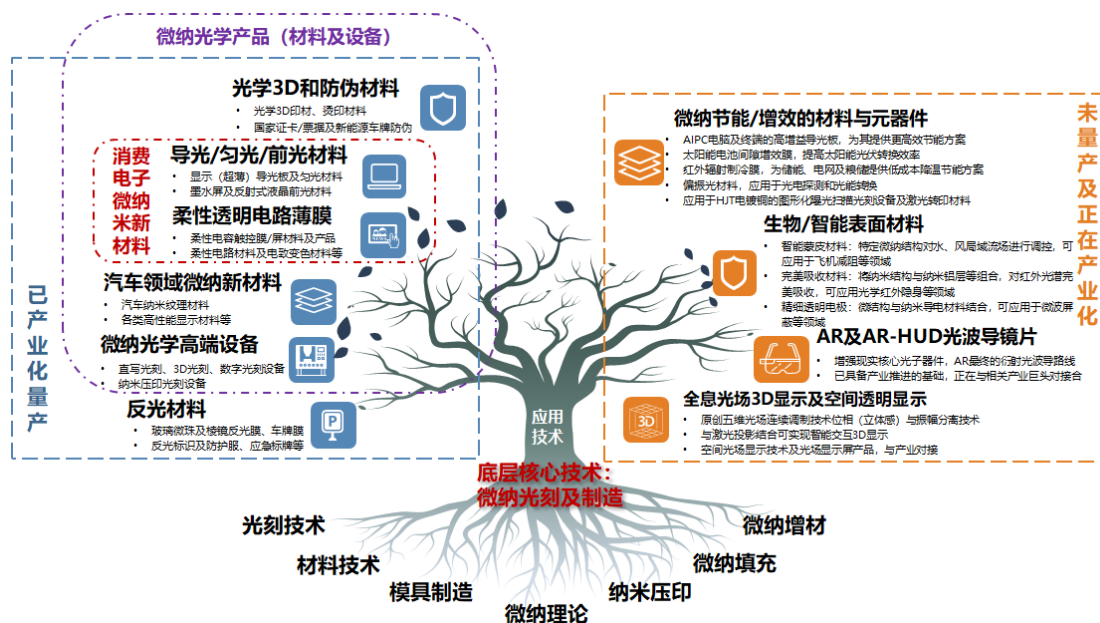 微纳光学产品（材料及设备）
光学3D和防伪材料
• 光学3D印材、烫印材料
• 国家证卡/票据及新能源车牌防伪
消费
电子
微纳
米新
材料
导光/匀光/前光材料
• 显示（超薄）导光板及匀光材料
• 墨水屏及反射式液晶前光材料
柔性透明电路薄膜
• 柔性电容触控膜/屏材料及产品
• 柔性电路材料及电致变色材料等
汽车领域微纳新材料
• 汽车纳米纹理材料
• 各类高性能显示材料等
微纳光学高端设备
• 直写光刻、3D光刻、数字光刻设备
• 纳米压印光刻设备
反光材料
• 玻璃微珠及棱镜反光膜、车牌膜
• 反光标识及防护服、应急标牌等
已产业化量产
微纳节能/增效的材料与元器件
• AIPC电脑及终端的高增益导光板，为其提供更高效节能方案
• 太阳能电池间隙增效膜，提高太阳能光伏转换效率
• 红外辐射制冷膜，为储能、电网及粮储提供低成本降温节能方案
• 偏振光材料，应用于光电探测和光能转换
• 应用于HJT电镀铜的图形化曝光扫描光刻设备及激光转印材料
生物/智能表面材料
• 智能蒙皮材料：特定微纳结构对水、风局域流场进行调控，可
应用于飞机减阻等领域
• 完美吸收材料：将纳米结构与纳米铝层等组合，对红外光谱完
美吸收，可应用光学红外隐身等领域
• 精细透明电极：微结构与纳米导电材料结合，可应用于微波屏
蔽等领域
AR及AR-HUD光波导镜片
• 增强现实核心光子器件，AR最终的衍射光波导路线
• 已具备产业推进的基础，正在与相关产业巨头对接合
全息光场3D显示及空间透明显示
3D
• 原创五维光场连续调制技术位相（立体感）与振幅分离技术
• 与激光投影结合可实现智能交互3D显示
• 空间光场显示技术及光场显示屏产品，与产业对接
未量产及正在产业化
应用
技术
底层核心技术：
微纳光刻及制造
光刻技术
材料技术
模具制造
微纳理论
纳米压印
微纳填充
微纳增材